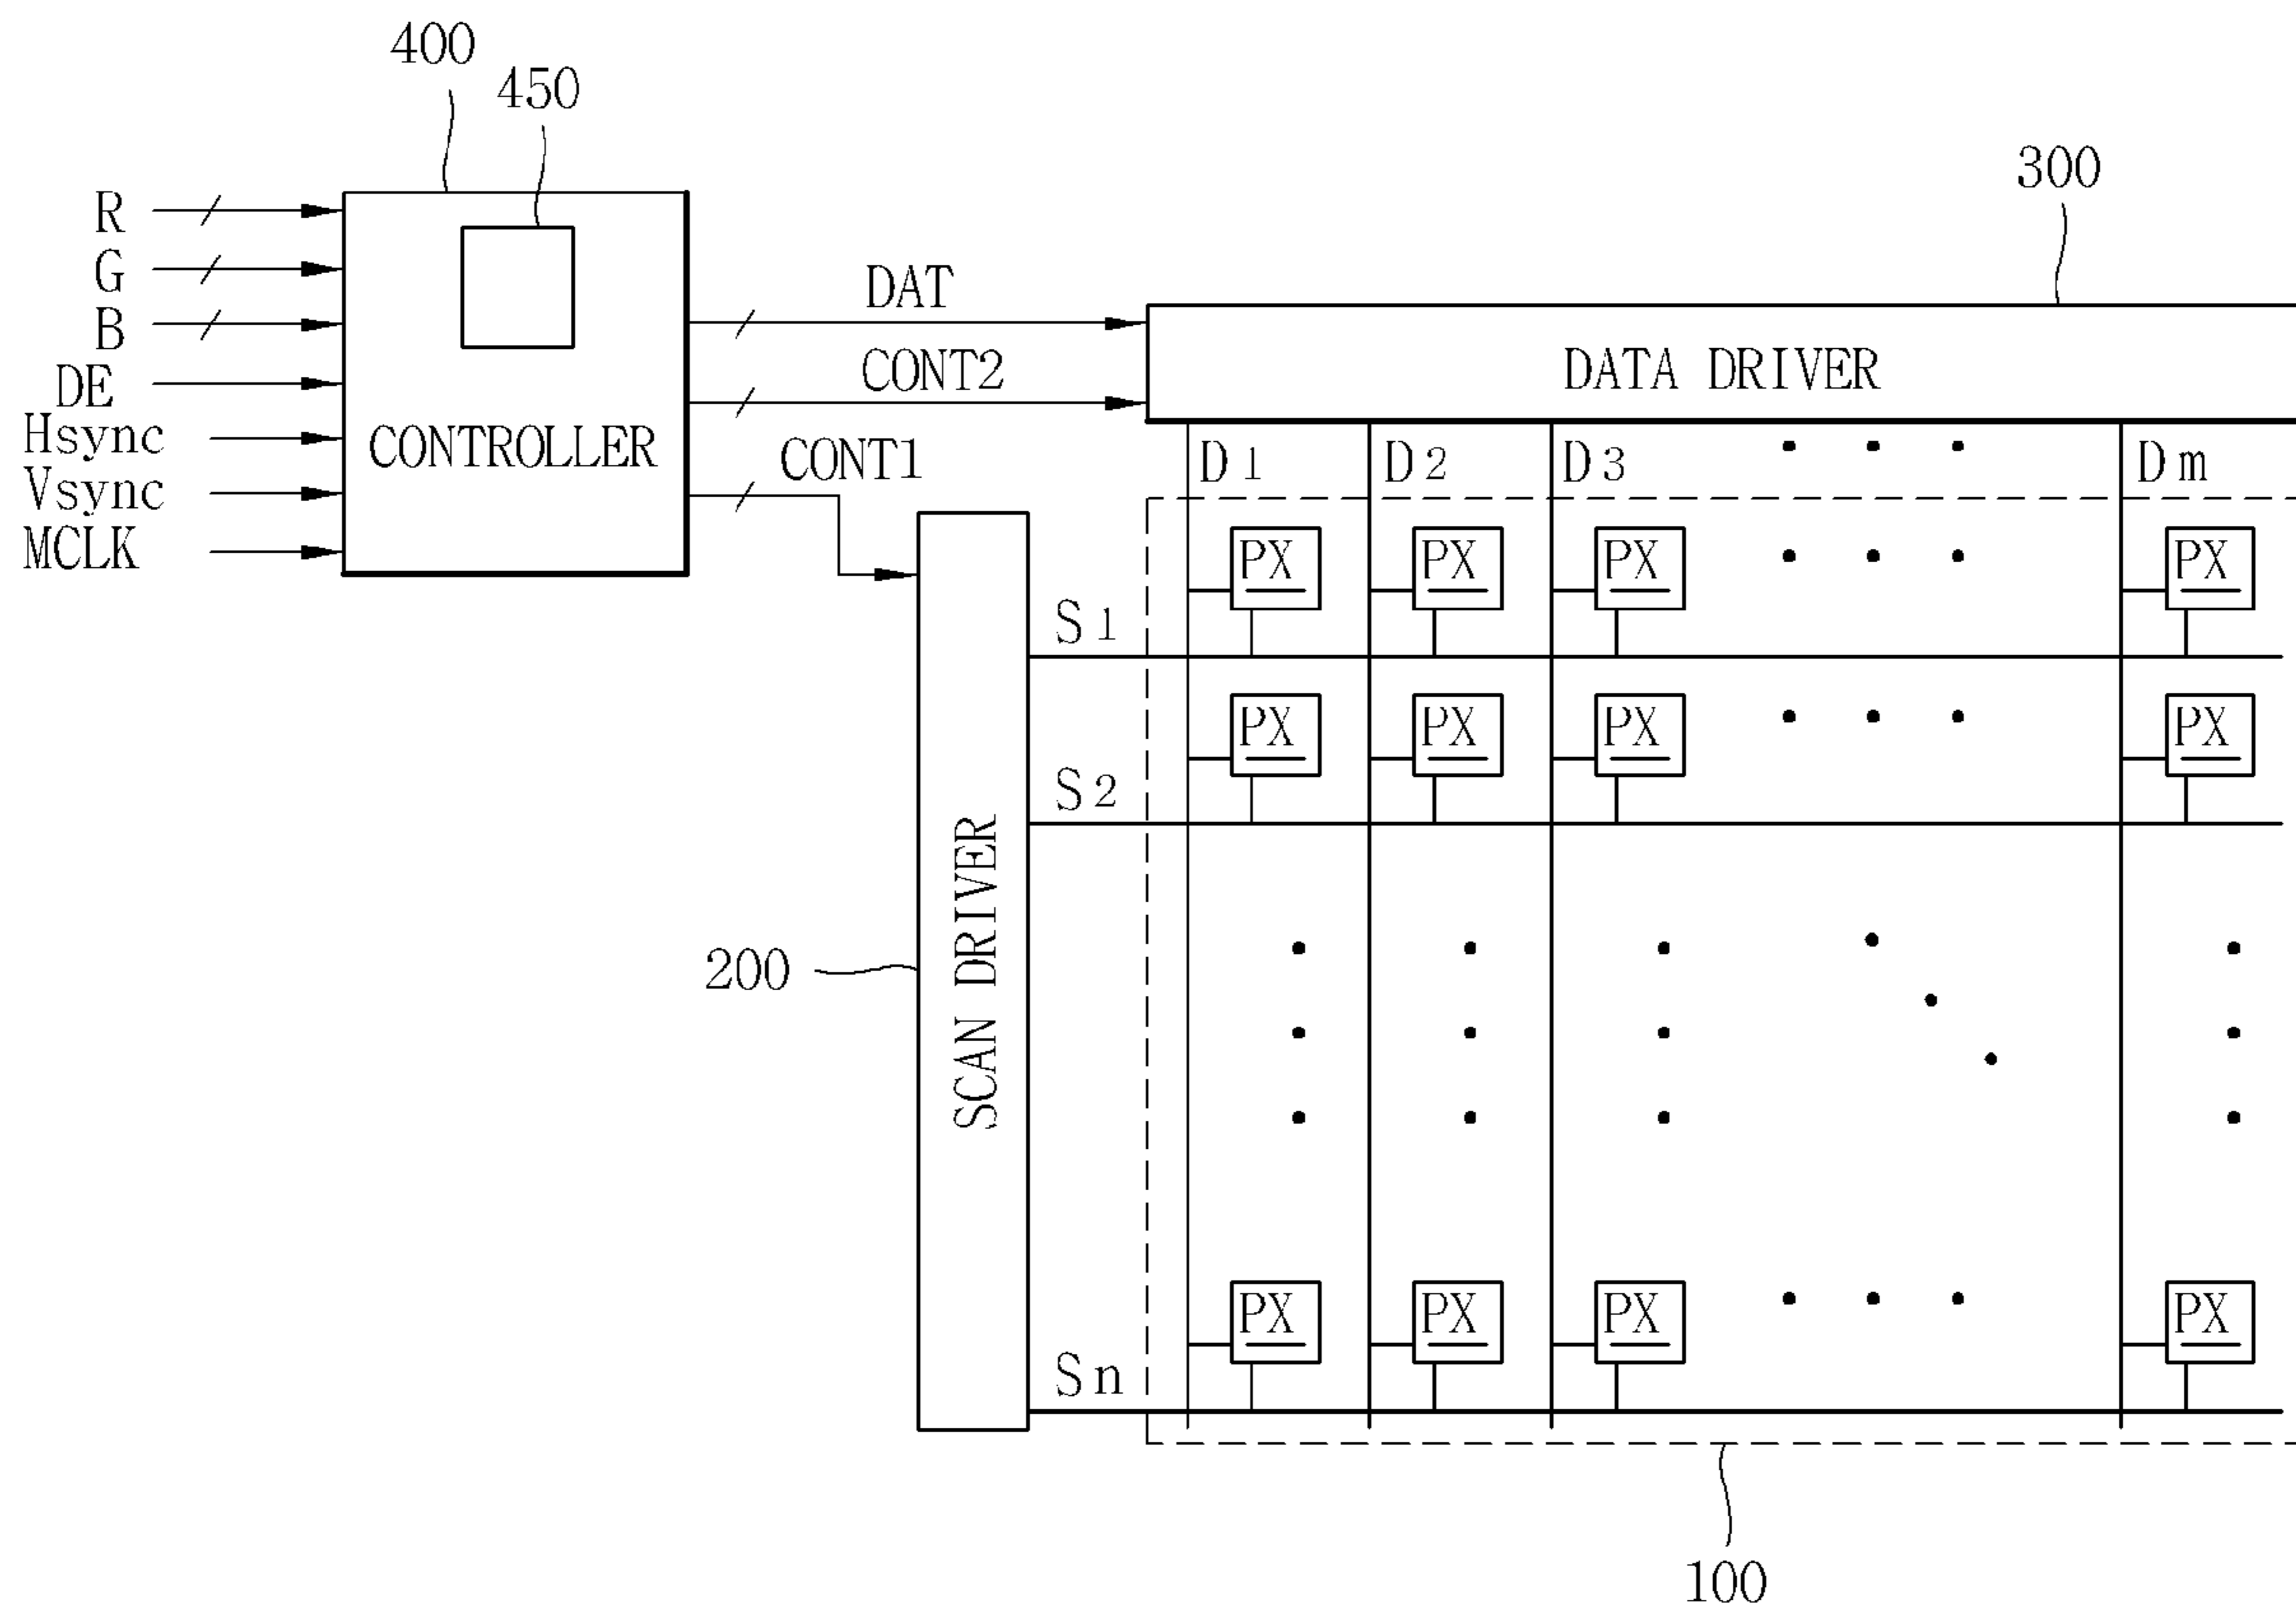 400
450
300
R
G
B
DE
Hsync
Vsync
MCLK
CONTROLLER
DAT
CONT2
CONT1
DATA DRIVER
D1 D2 D3 Dm
PX PX PX PX
S1
PX PX PX PX
S2
SCAN DRIVER
200
PX PX PX PX
Sn
100